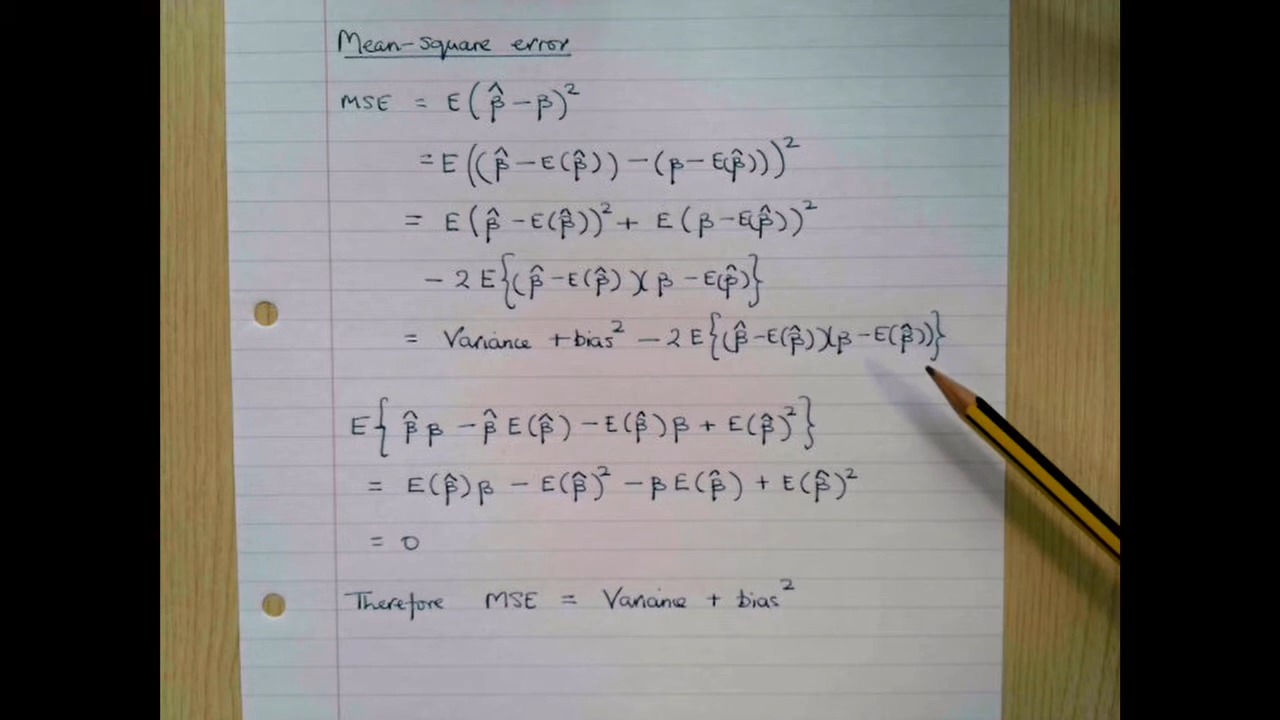 Mean-square error
MSE = E(β̂ - β)²
= E((β̂ - E(β̂)) - (β - E(β̂)))²
= E(β̂ - E(β̂))² + E(β - E(β̂))²
- 2E{(β̂ - E(β̂))(β - E(β̂)}
= Variance + bias² - 2E{(β̂ - E(β̂))(β - E(β̂))}
E{β̂β - β̂E(β̂) - E(β̂)β + E(β̂)²}
= E(β̂)β - E(β̂)² - βE(β̂) + E(β̂)²
= 0
Therefore MSE = Variance + bias²